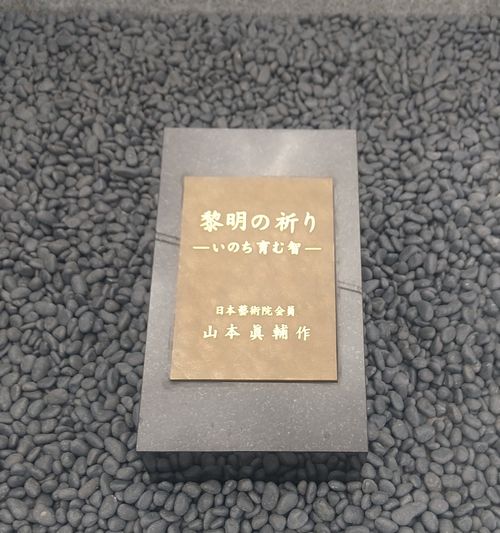 黎明の祈り
―いのち育む智―
日本藝術院会員
山本眞輔作